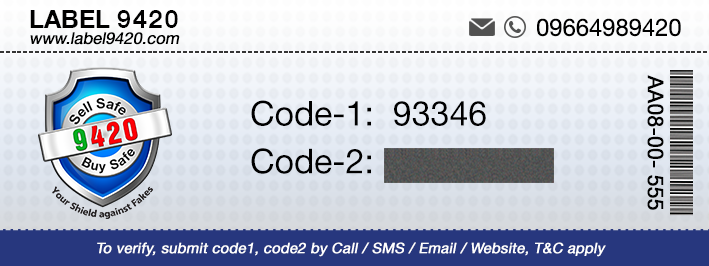 LABEL 9420
www.label9420.com
09664989420
Sell Safe
9420
Buy Safe
Your Shield against Fakes
Code-1: 93346
Code-2:
AA08-00- 555
To verify, submit code1, code2 by Call / SMS / Email / Website, T&C apply